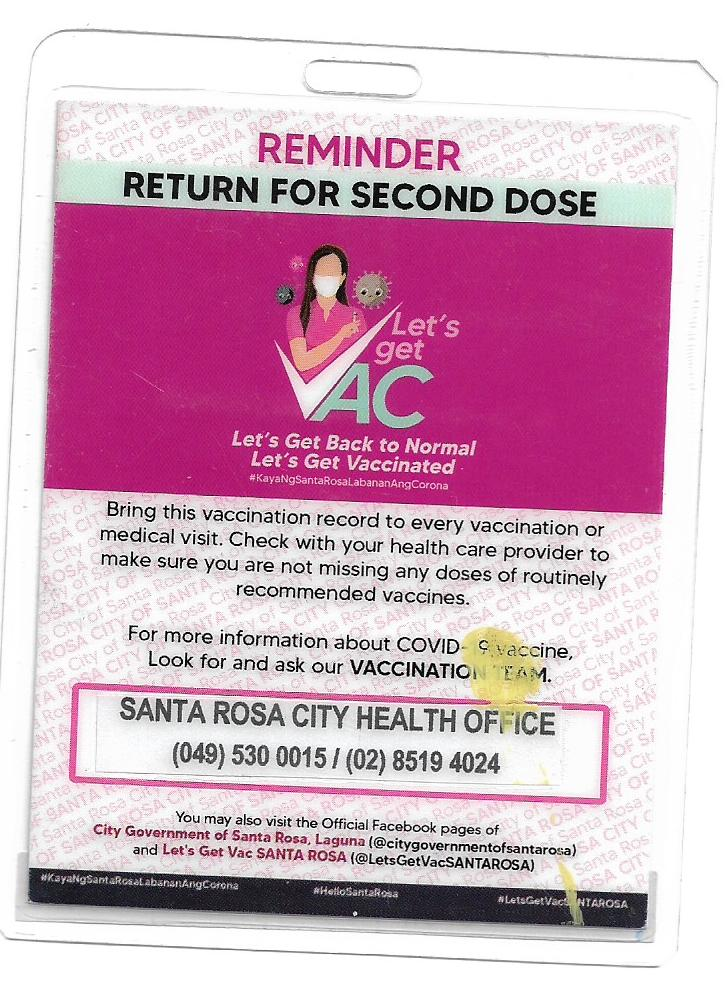 REMINDER
RETURN FOR SECOND DOSE
Let's
get
VAC
Let's Get Back to Normal
Let's Get Vaccinated
#KayaNgSantaRosaLabananAngCorona
Bring this vaccination record to every vaccination or
medical visit. Check with your health care provider to
make sure you are not missing any doses of routinely
recommended vaccines.
For more information about COVID- 9 vaccine,
Look for and ask our VACCINATION TEAM.
SANTA ROSA CITY HEALTH OFFICE
(049) 530 0015 / (02) 8519 4024
You may also visit the Official Facebook pages of
City Government of Santa Rosa, Laguna (@citygovernmentofsantarosa)
and Let's Get Vac SANTA ROSA (@LetsGetVacSANTAROSA)
#KayaNgSantaRosaLabananAngCorona #HelloSantaRosa #LetsGetVacSANTAROSA